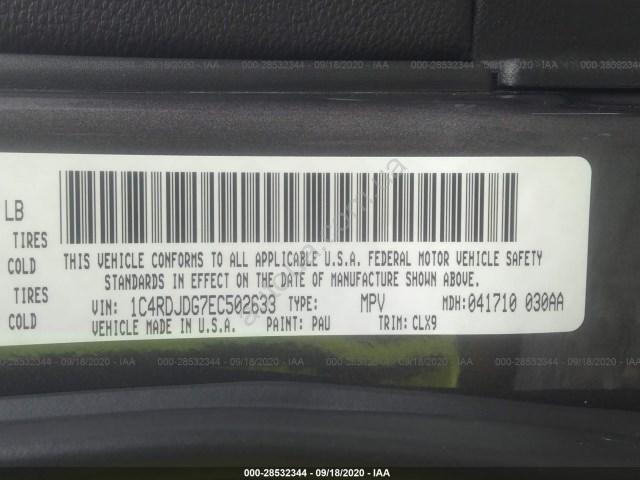 000-28532344 - 09/18/2020 - IAA
LB
TIRES
COLD
TIRES
COLD
THIS VEHICLE CONFORMS TO ALL APPLICABLE U.S.A. FEDERAL MOTOR VEHICLE SAFETY
STANDARDS IN EFFECT ON THE DATE OF MANUFACTURE SHOWN ABOVE.
VIN: 1C4RDJDG7EC502633 TYPE: MPV MDH:041710 030AA
VEHICLE MADE IN U.S.A. PAINT: PAU TRIM: CLX9
000-28532344 - 09/18/2020 - IAA